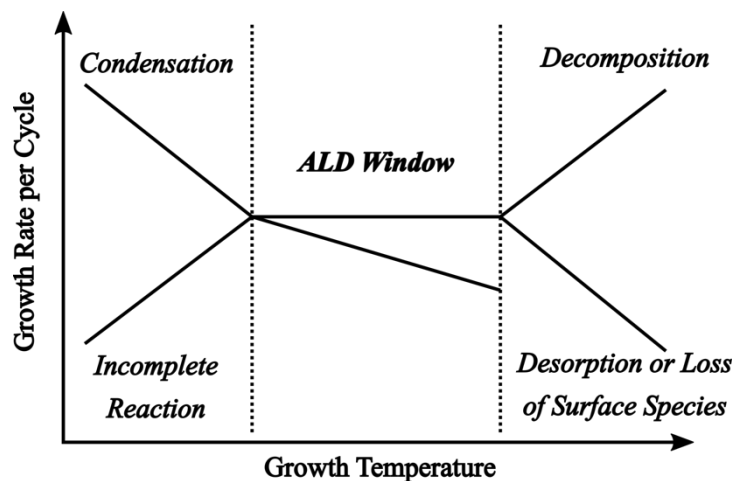 Condensation
Decomposition
ALD Window
Growth Rate per Cycle
Incomplete
Reaction
Desorption or Loss
of Surface Species
Growth Temperature